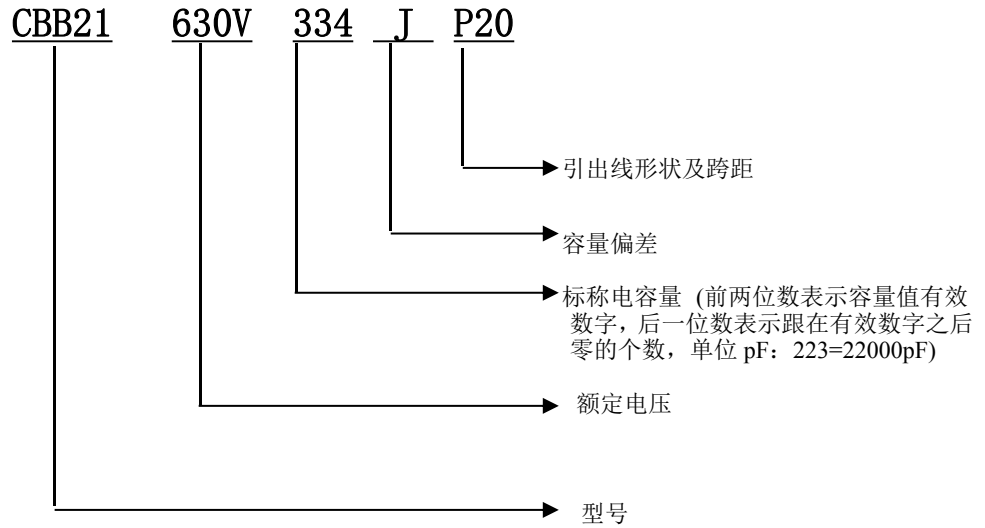 CBB21 630V 334 J P20
引出线形状及跨距
容量偏差
标称电容量 (前两位数表示容量值有效
数字，后一位数表示跟在有效数字之后
零的个数，单位 pF：223=22000pF)
额定电压
型号